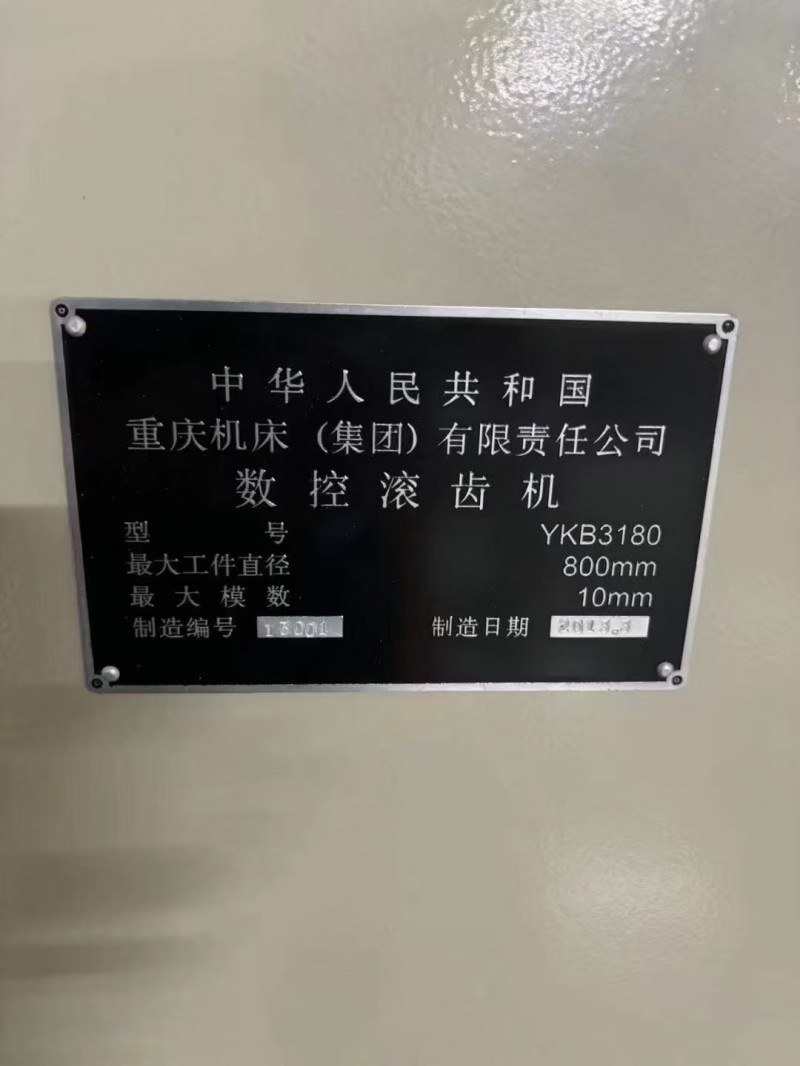 中华人民共和国
重庆机床（集团）有限责任公司
数控滚齿机
型号 YKB3180
最大工件直径 800mm
最大模数 10mm
制造编号 13001 制造日期 2013.3